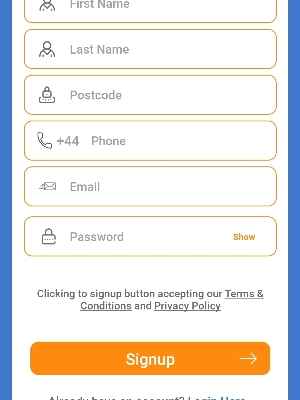 First Name
Last Name
Postcode
+44 Phone
Email
Password Show
Clicking to signup button accepting our Terms &
Conditions and Privacy Policy
Signup
Already have an account? Login Here